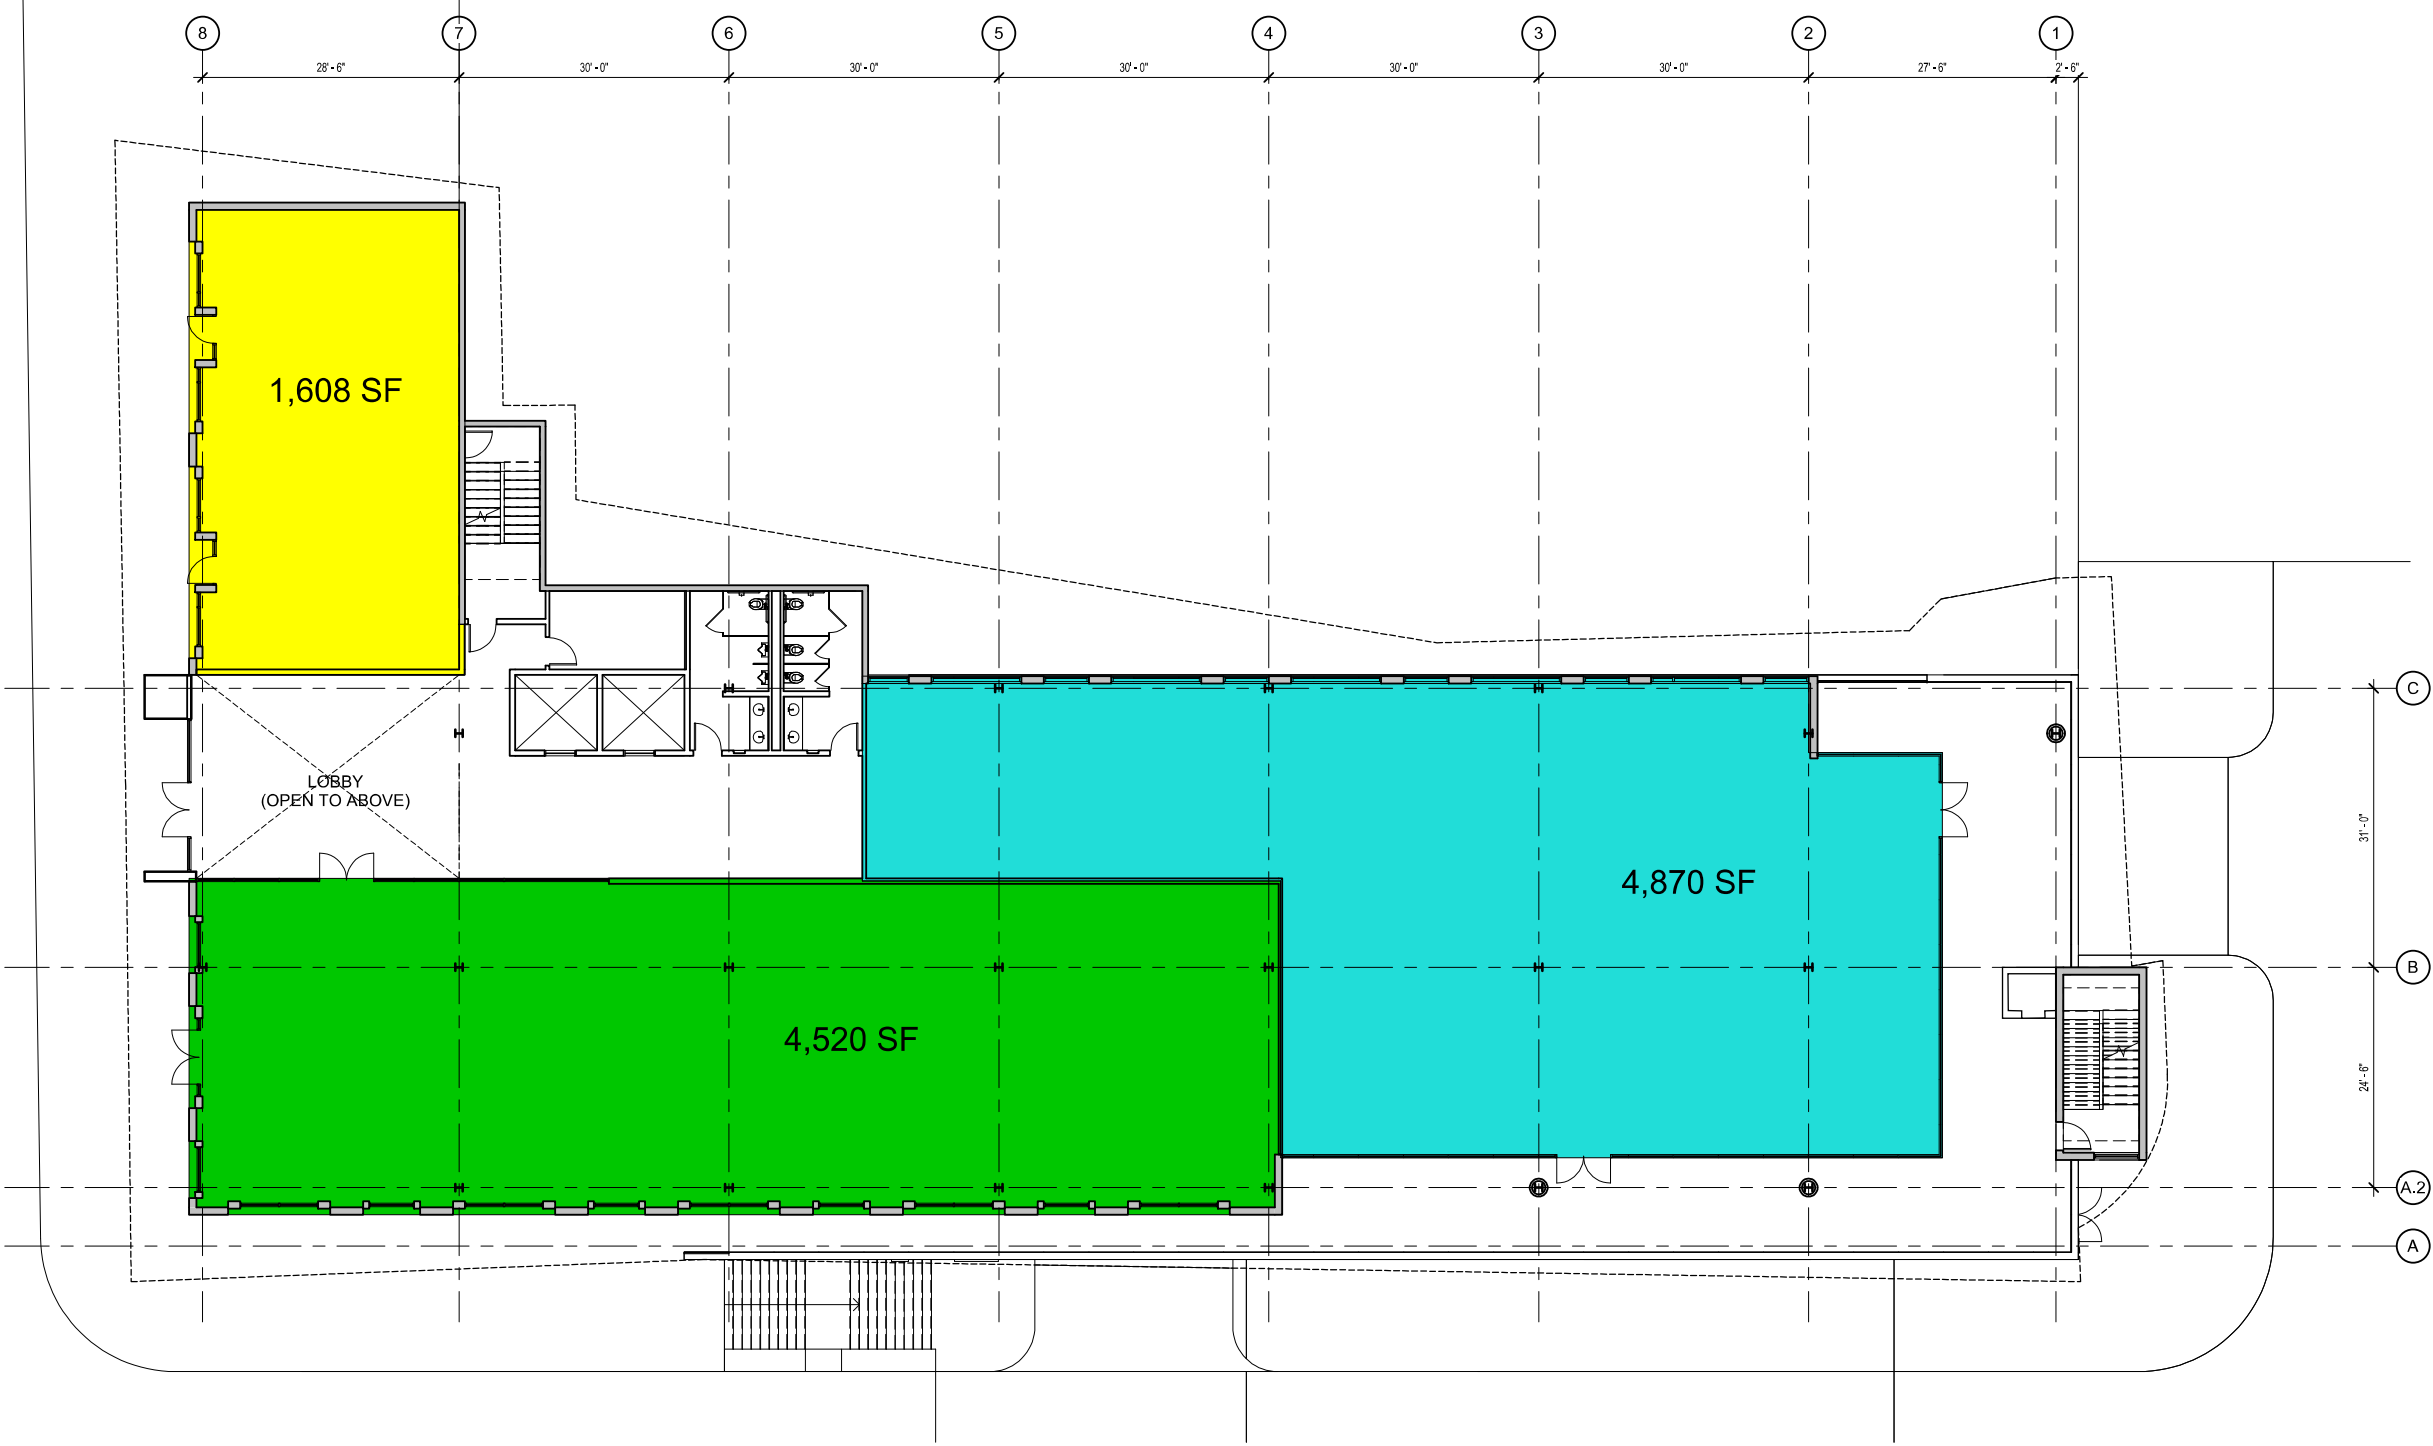 8 7 6 5 4 3 2 1
28' - 6" 30' - 0" 30' - 0" 30' - 0" 30' - 0" 30' - 0" 27' - 6" 2' - 6"
1,608 SF
C
LOBBY
(OPEN TO ABOVE)
31' - 0"
4,870 SF
B
4,520 SF
24' - 6"
A.2
A